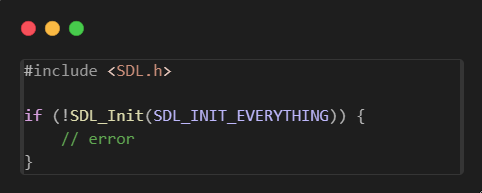 #include <SDL.h>
if (!SDL_Init(SDL_INIT_EVERYTHING)) {
    // error
}